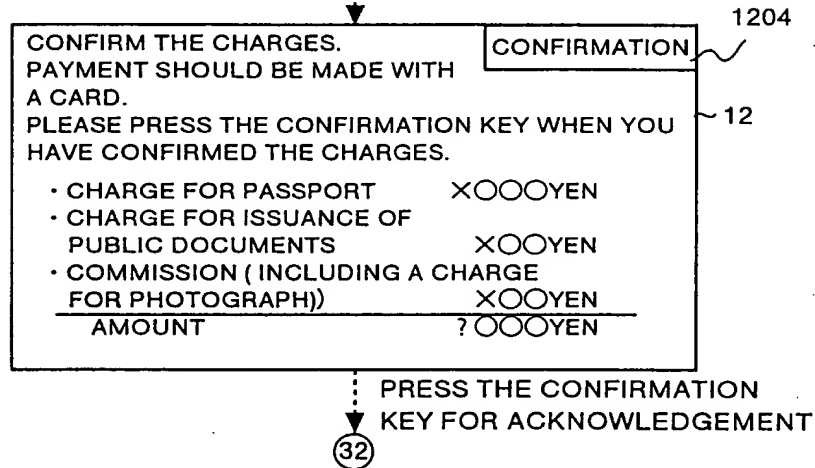 1204
CONFIRM THE CHARGES.
CONFIRMATION
PAYMENT SHOULD BE MADE WITH
A CARD.
PLEASE PRESS THE CONFIRMATION KEY WHEN YOU
12
HAVE CONFIRMED THE CHARGES.
・CHARGE FOR PASSPORT ×○○○YEN
・CHARGE FOR ISSUANCE OF
PUBLIC DOCUMENTS ×○○YEN
・COMMISSION ( INCLUDING A CHARGE
FOR PHOTOGRAPH)) ×○○YEN
AMOUNT ?○○○YEN
PRESS THE CONFIRMATION
KEY FOR ACKNOWLEDGEMENT
32